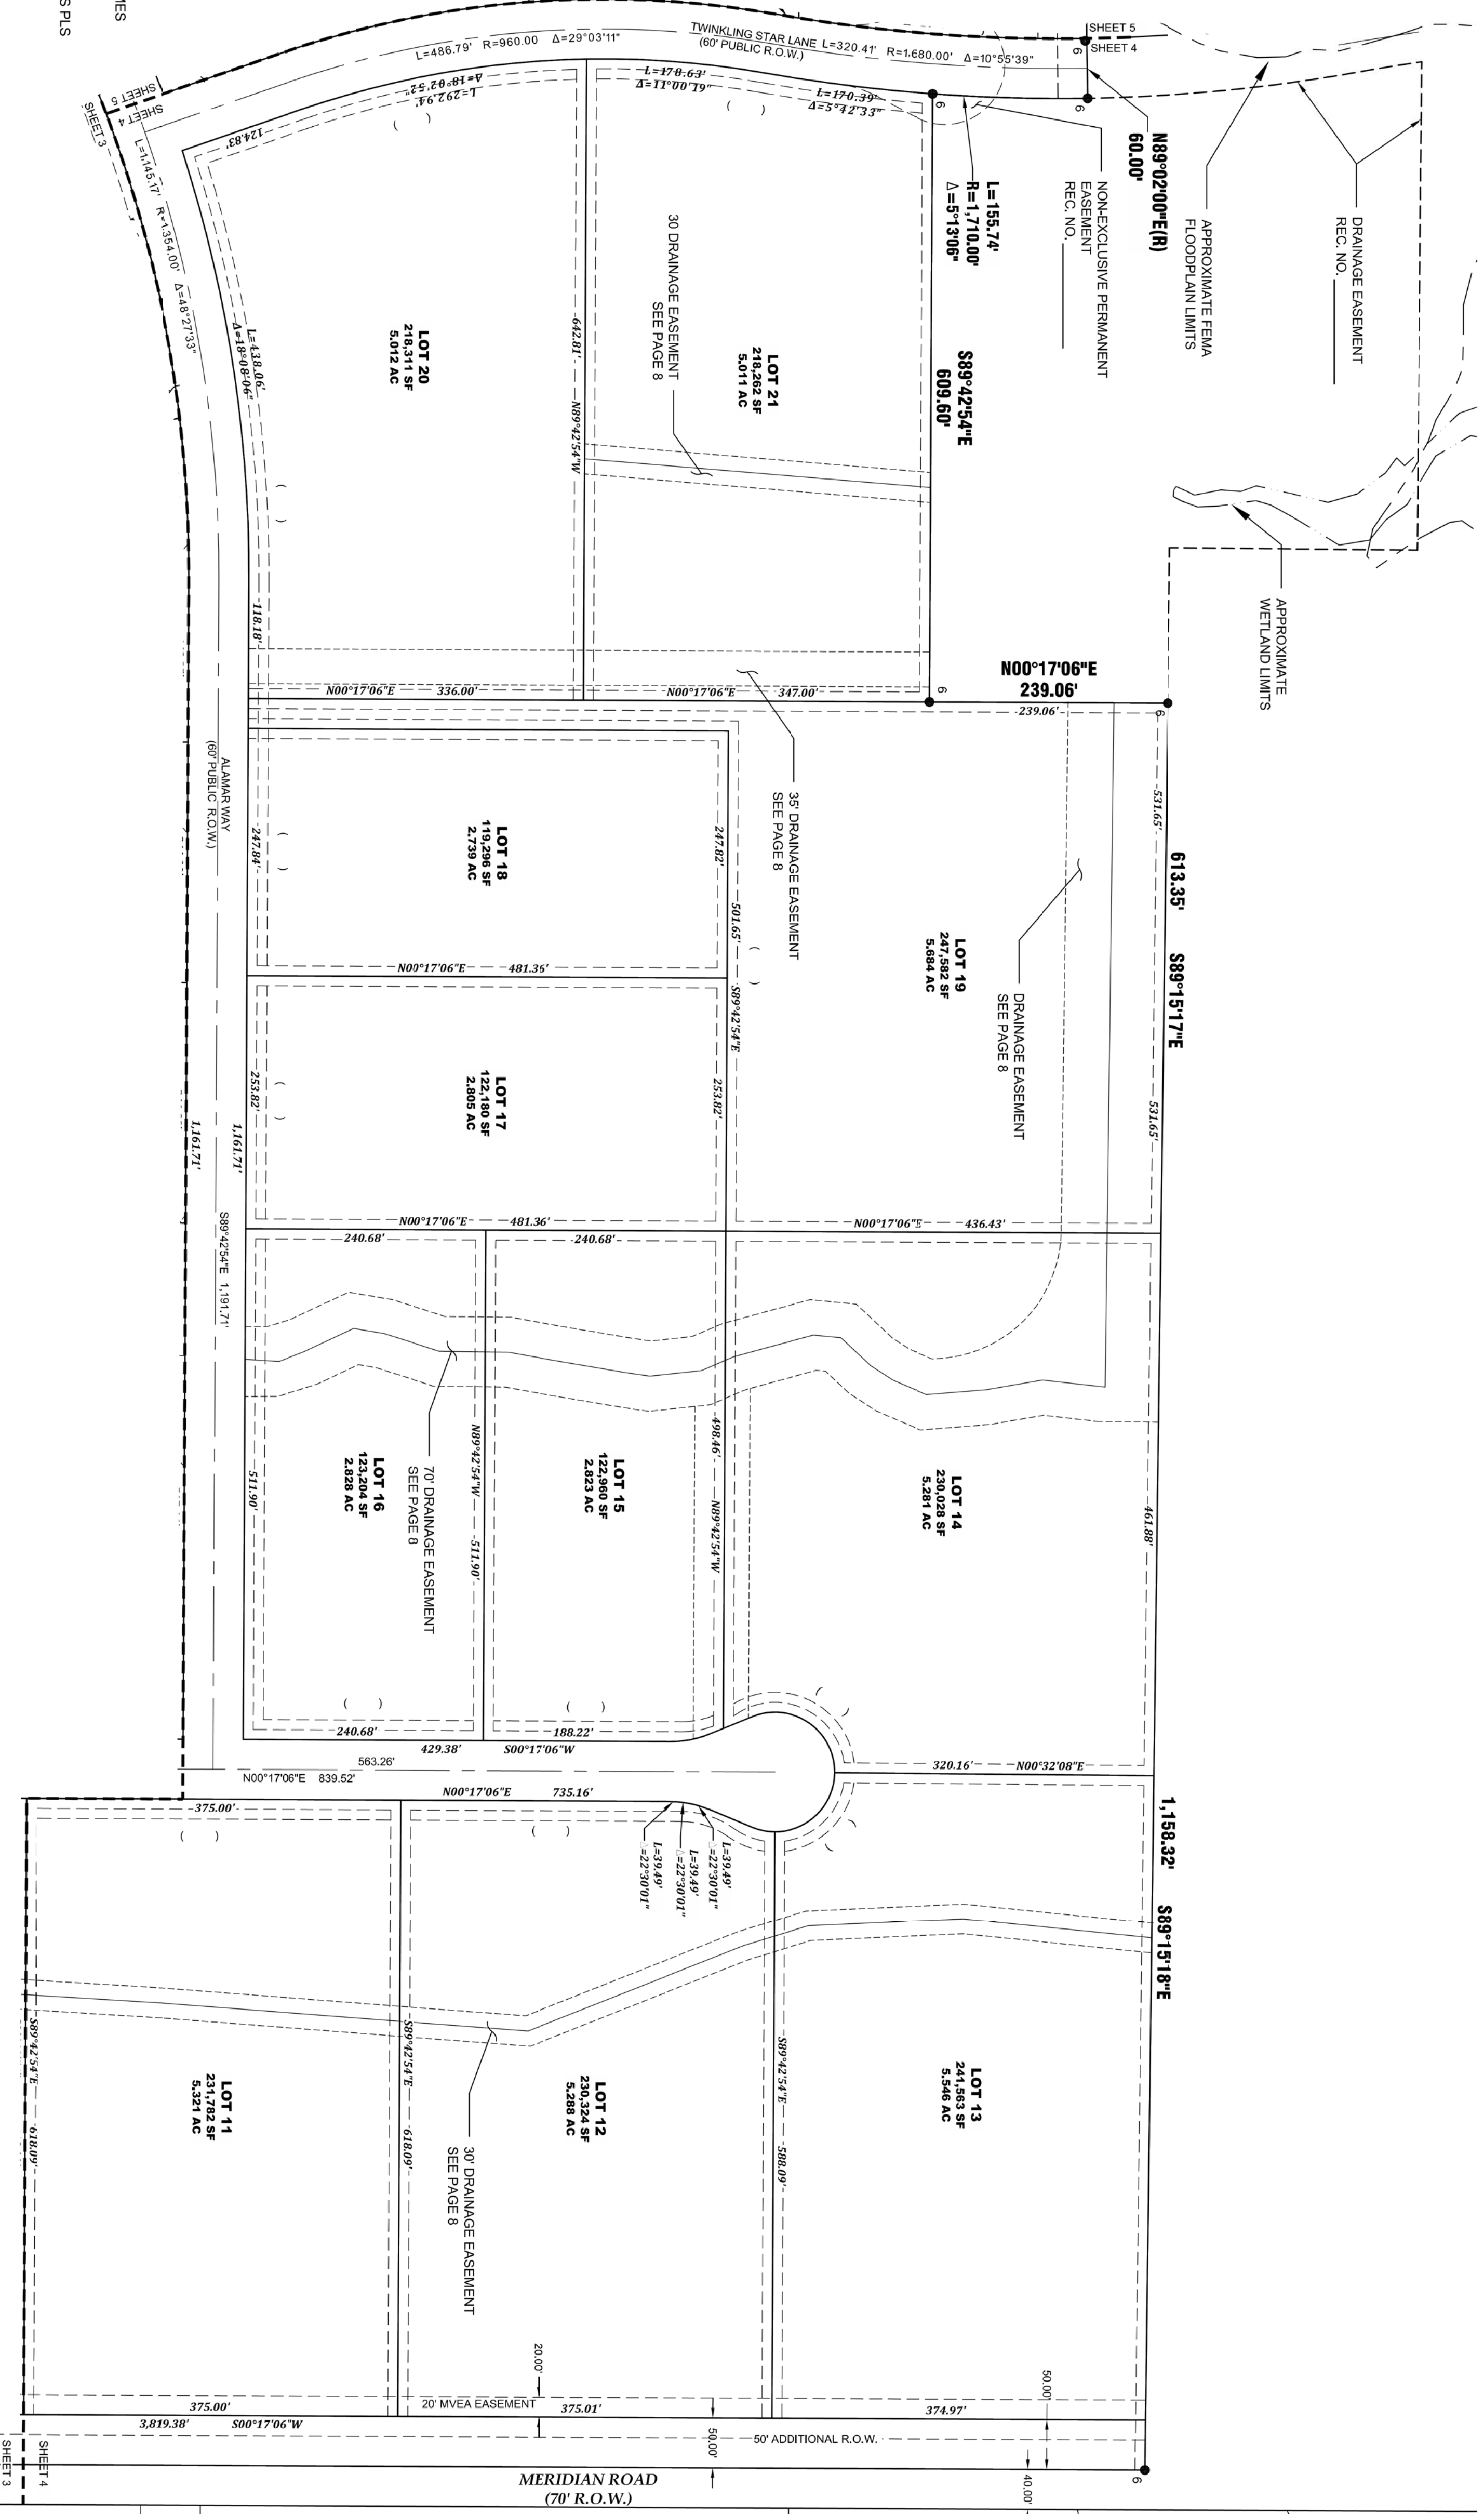 MES
S PLS
SHEET 5
SHEET 4
SHEET 5
SHEET 4
SHEET 3
TWINKLING STAR LANE L=320.41' R=1,680.00' Δ=10°55'39"
(60' PUBLIC R.O.W.)
L=486.79' R=960.00 Δ=29°03'11"
L=1,145.17' R=1,354.00' Δ=48°27'33"
124.83'
L=292.94'
Δ=18°02'52"
L=178.63'
Δ=11°00'19"
L=170.39'
Δ=5°42'33"
L=438.06'
Δ=18°08'06"
N89°02'00"E(R)
60.00'
L=155.74'
R=1,710.00'
Δ=5°13'06"
NON-EXCLUSIVE PERMANENT
EASEMENT
REC. NO.
APPROXIMATE FEMA
FLOODPLAIN LIMITS
DRAINAGE EASEMENT
REC. NO.
APPROXIMATE
WETLAND LIMITS
30 DRAINAGE EASEMENT
SEE PAGE 8
LOT 20
218,311 SF
5.012 AC
642.81'
N89°42'54"W
LOT 21
218,262 SF
5.011 AC
S89°42'54"E
609.60'
118.18'
N00°17'06"E 336.00'
N00°17'06"E 347.00'
N00°17'06"E
239.06'
239.06'
6
6
6
6
6
6
ALAMAR WAY
(60' PUBLIC R.O.W.)
247.84'
LOT 18
119,296 SF
2.739 AC
247.82'
35' DRAINAGE EASEMENT
SEE PAGE 8
501.65'
S89°42'54"E
LOT 19
247,582 SF
5.684 AC
DRAINAGE EASEMENT
SEE PAGE 8
531.65'
613.35' S89°15'17"E
531.65'
N00°17'06"E 481.36'
253.82'
LOT 17
122,180 SF
2.805 AC
253.82'
1,161.71'
1,161.71'
N00°17'06"E 481.36'
N00°17'06"E 436.43'
S89°42'54"E 1,191.71'
240.68'
240.68'
70' DRAINAGE EASEMENT
SEE PAGE 8
511.90'
LOT 16
123,204 SF
2.828 AC
N89°42'54"W
511.90'
LOT 15
122,960 SF
2.823 AC
498.46'
N89°42'54"W
LOT 14
230,028 SF
5.281 AC
461.88'
240.68'
188.22'
429.38' S00°17'06"W
563.26'
N00°17'06"E 839.52'
N00°17'06"E 735.16'
320.16' N00°32'08"E
1,158.32' S89°15'18"E
375.00'
L=39.49'
Δ=22°30'01"
L=39.49'
Δ=22°30'01"
L=39.49'
Δ=22°30'01"
S89°42'54"E
618.09'
LOT 11
231,782 SF
5.321 AC
S89°42'54"E
618.09'
30' DRAINAGE EASEMENT
SEE PAGE 8
LOT 12
230,324 SF
5.288 AC
S89°42'54"E
588.09'
LOT 13
241,563 SF
5.546 AC
20.00'
50.00'
20' MVEA EASEMENT
375.00'
375.01'
374.97'
3,819.38' S00°17'06"W
50.00'
50' ADDITIONAL R.O.W.
40.00'
6
SHEET 4
SHEET 3
MERIDIAN ROAD
(70' R.O.W.)